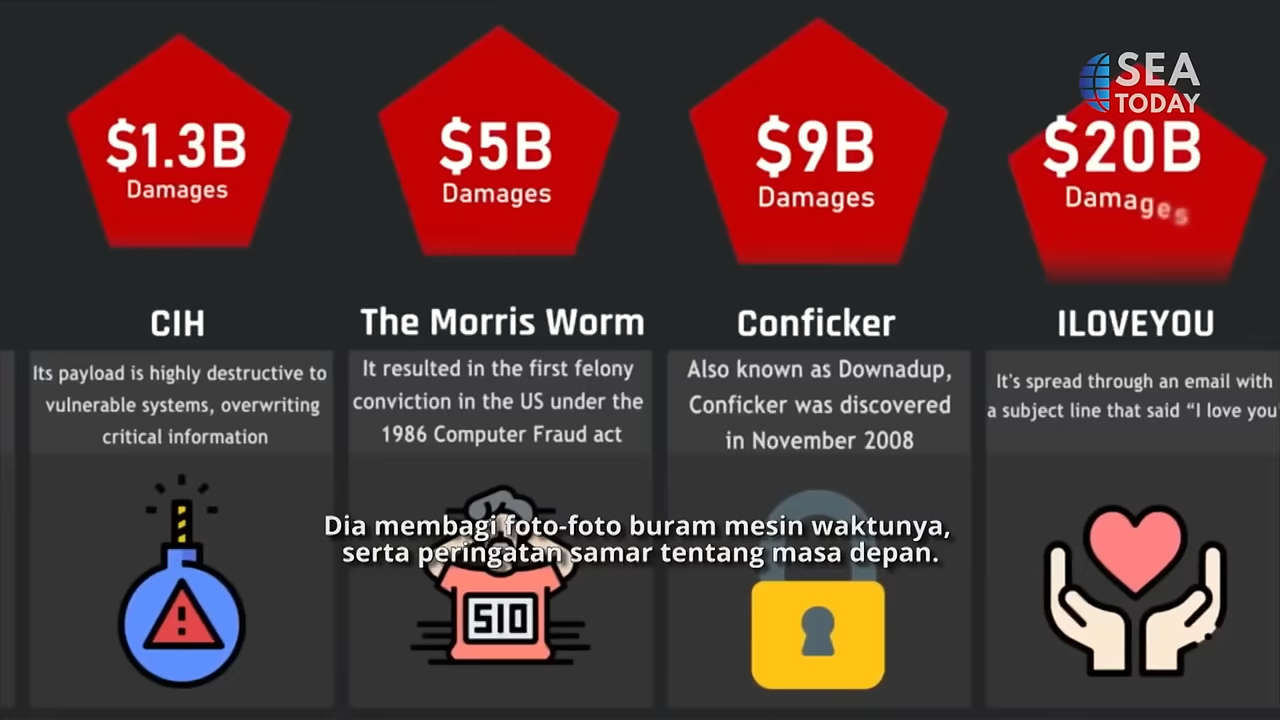 SEA
TODAY
$1.3B
Damages
$5B
Damages
$9B
Damages
$20B
Damages
CIH
Its payload is highly destructive to
vulnerable systems, overwriting
critical information
The Morris Worm
It resulted in the first felony
conviction in the US under the
1986 Computer Fraud act
Conficker
Also known as Downadup,
Conficker was discovered
in November 2008
ILOVEYOU
It's spread through an email with
a subject line that said “I love you
Dia membagi foto-foto buram mesin waktunya,
serta peringatan samar tentang masa depan.